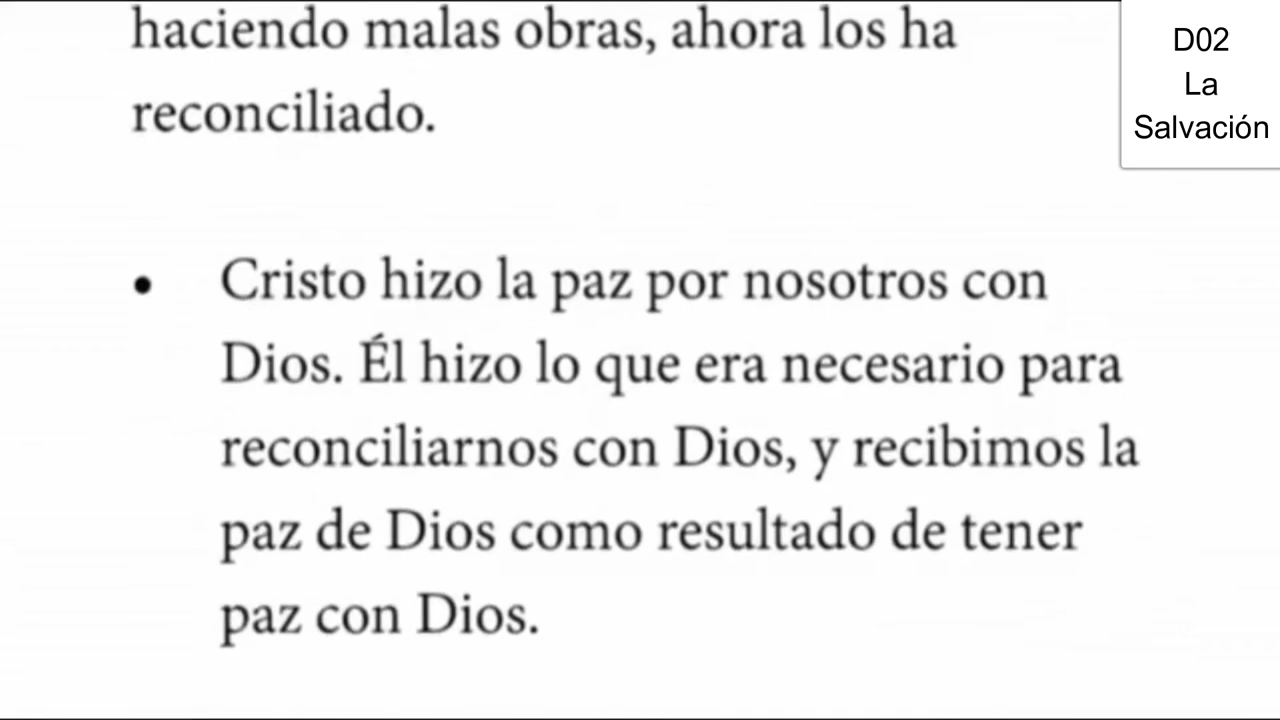 haciendo malas obras, ahora los ha
reconciliado.
• Cristo hizo la paz por nosotros con
Dios. Él hizo lo que era necesario para
reconciliarnos con Dios, y recibimos la
paz de Dios como resultado de tener
paz con Dios.
D02
La
Salvación